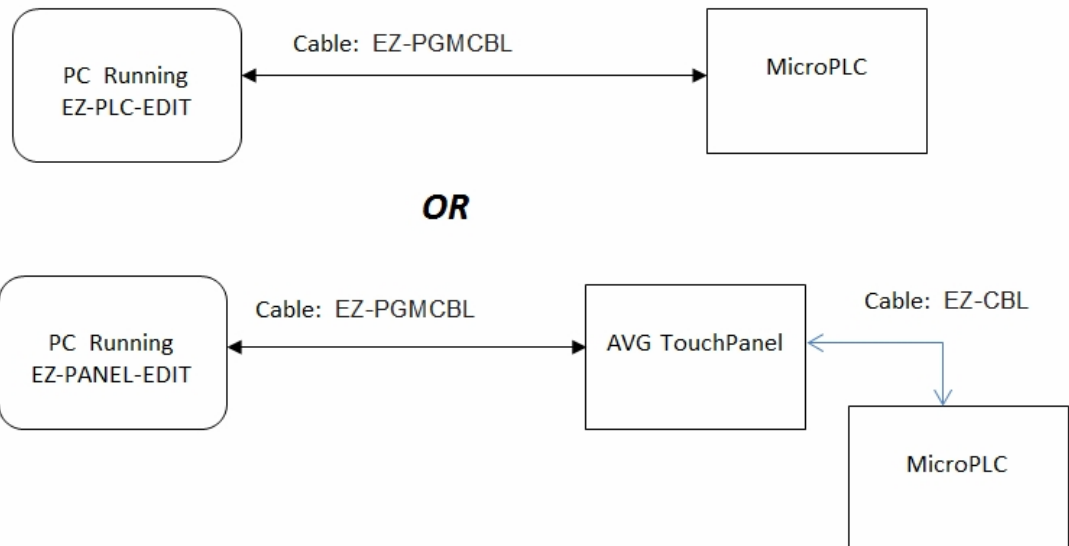 Cable: EZ-PGMCBL
PC Running
EZ-PLC-EDIT
MicroPLC
OR
Cable: EZ-PGMCBL
Cable: EZ-CBL
PC Running
EZ-PANEL-EDIT
AVG TouchPanel
MicroPLC